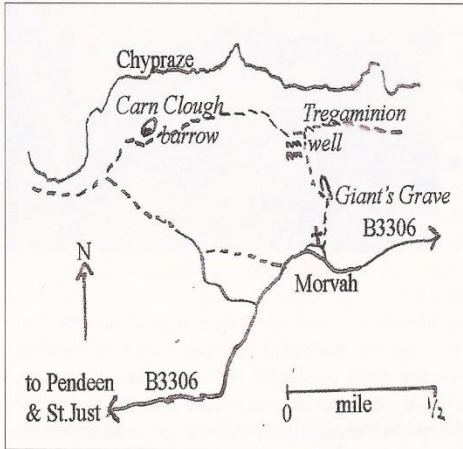 Chypraze
Carn Clough
barrow
Tregaminion
well
Giant's Grave
B3306
N
Morvah
to Pendeen
& St.Just
B3306
0 mile 1/2